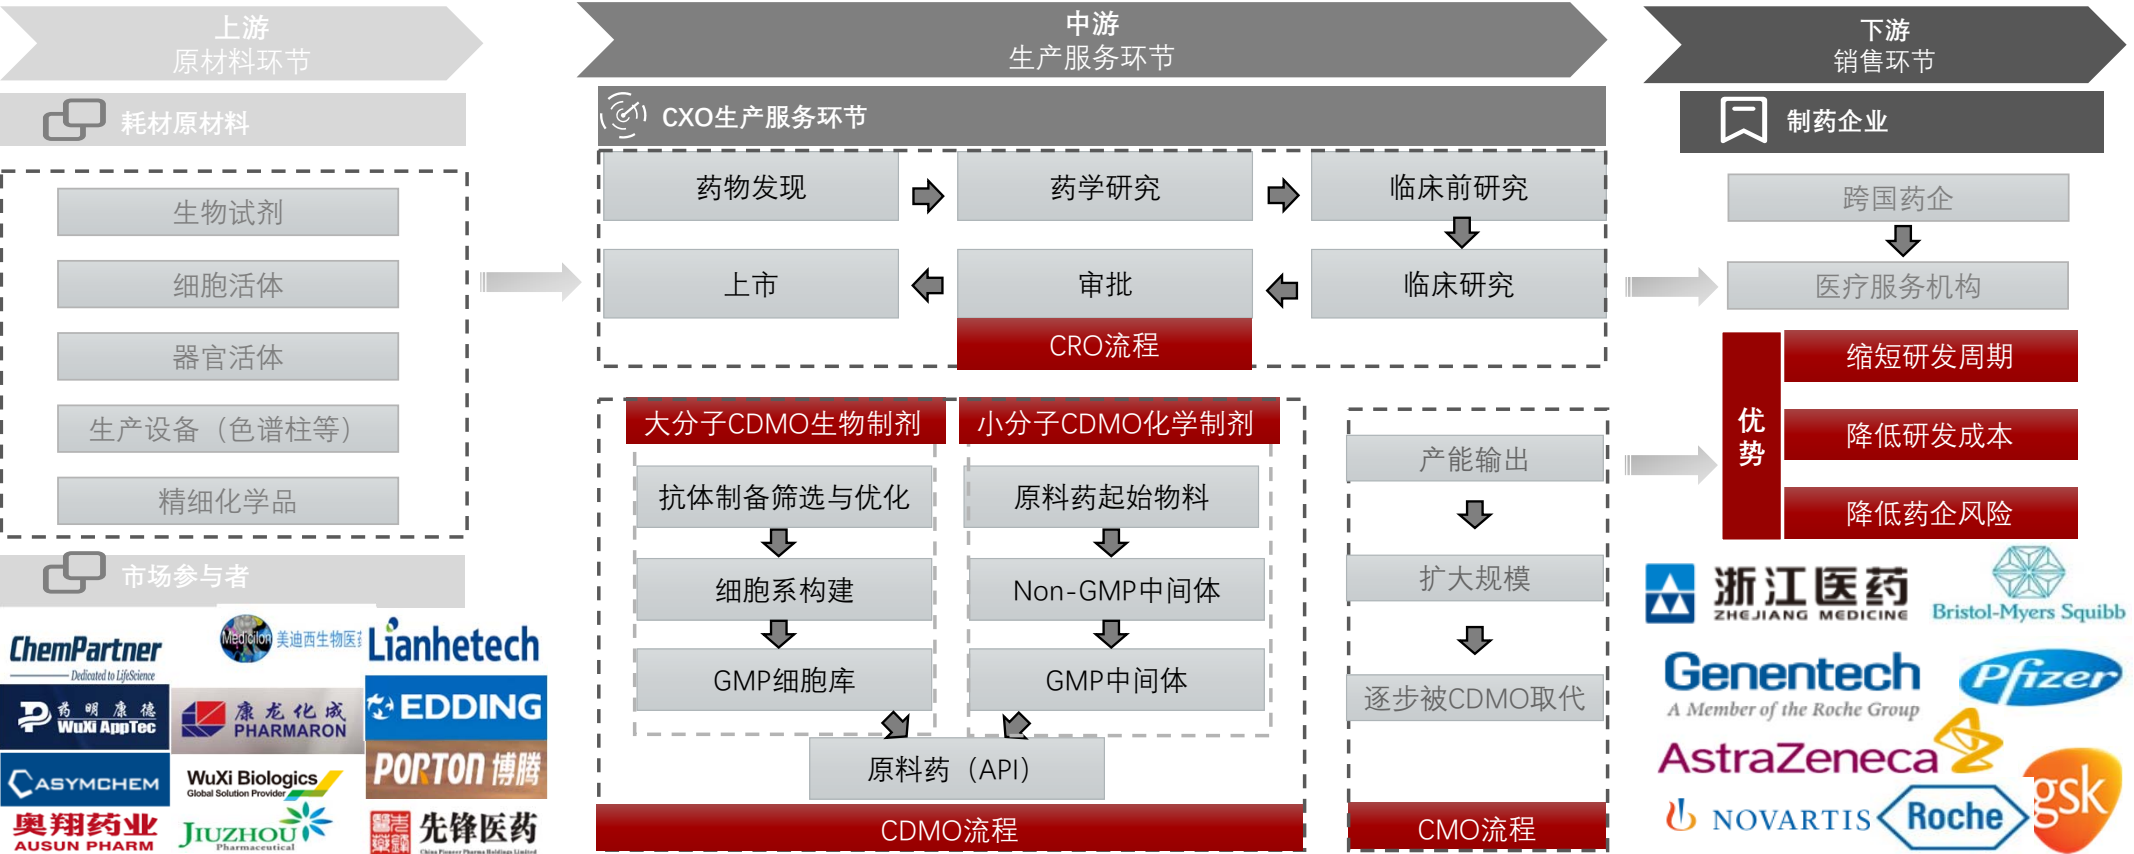 上游
原材料环节
耗材原材料
生物试剂
细胞活体
器官活体
生产设备（色谱柱等）
精细化学品
市场参与者
ChemPartner
Dedicated to LifeScience
Medicilon 美迪西生物医
Lianhetech
药明康德
WuXi AppTec
康龙化成
PHARMARON
EDDING
ASYMCHEM
WuXi Biologics
Global Solution Provider
PORTON 博腾
奥翔药业
AUSUN PHARM
JIUZHOU
Pharmaceutical
先锋医药
China Pioneer Pharma Holdings Limited
中游
生产服务环节
CXO生产服务环节
药物发现
药学研究
临床前研究
上市
审批
临床研究
CRO流程
大分子CDMO生物制剂
小分子CDMO化学制剂
抗体制备筛选与优化
原料药起始物料
细胞系构建
Non-GMP中间体
GMP细胞库
GMP中间体
原料药（API）
CDMO流程
产能输出
扩大规模
逐步被CDMO取代
CMO流程
下游
销售环节
制药企业
跨国药企
医疗服务机构
优势
缩短研发周期
降低研发成本
降低药企风险
浙江医药
ZHEJIANG MEDICINE
Bristol-Myers Squibb
Genentech
A Member of the Roche Group
Pfizer
AstraZeneca
NOVARTIS
Roche
gsk